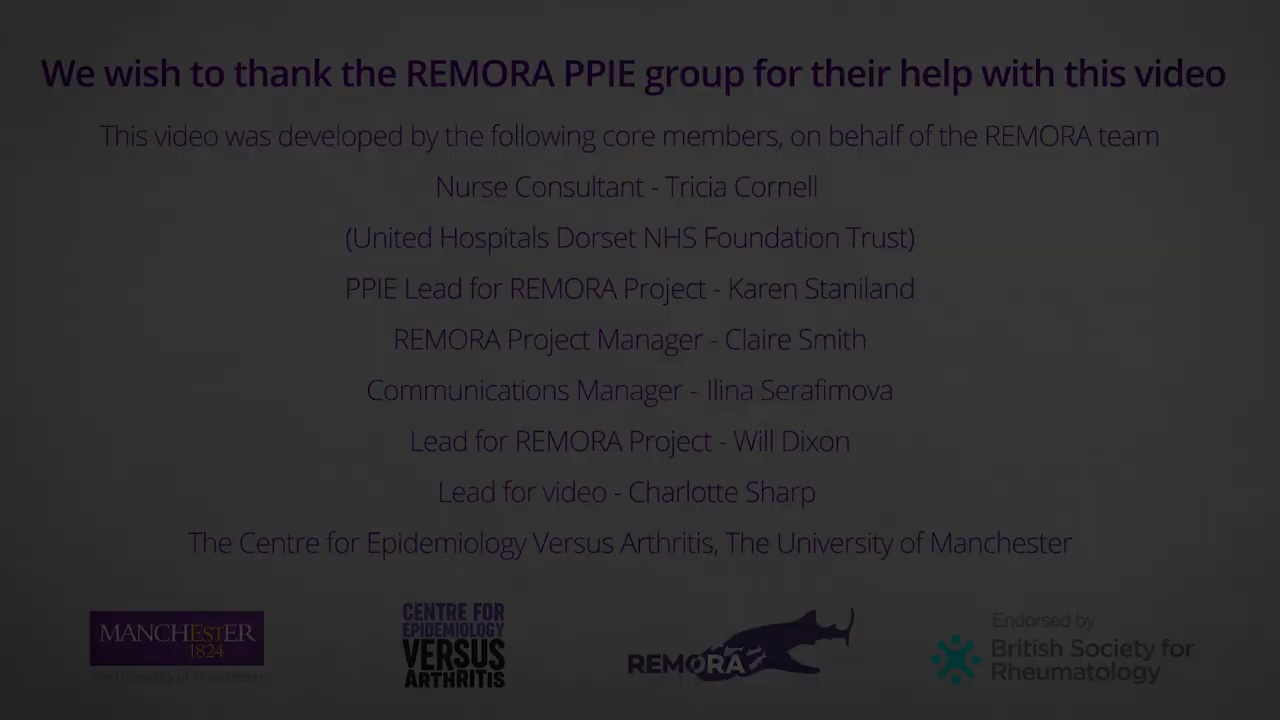 We wish to thank the REMORA PPIE group for their help with this video
This video was developed by the following core members, on behalf of the REMORA team
Nurse Consultant - Tricia Cornell
(United Hospitals Dorset NHS Foundation Trust)
PPIE Lead for REMORA Project - Karen Staniland
REMORA Project Manager - Claire Smith
Communications Manager - Ilina Serafimova
Lead for REMORA Project - Will Dixon
Lead for video - Charlotte Sharp
The Centre for Epidemiology Versus Arthritis, The University of Manchester
MANCHESTER
1824
The University of Manchester
CENTRE FOR
EPIDEMIOLOGY
VERSUS
ARTHRITIS
REMORA
Endorsed by
British Society for
Rheumatology